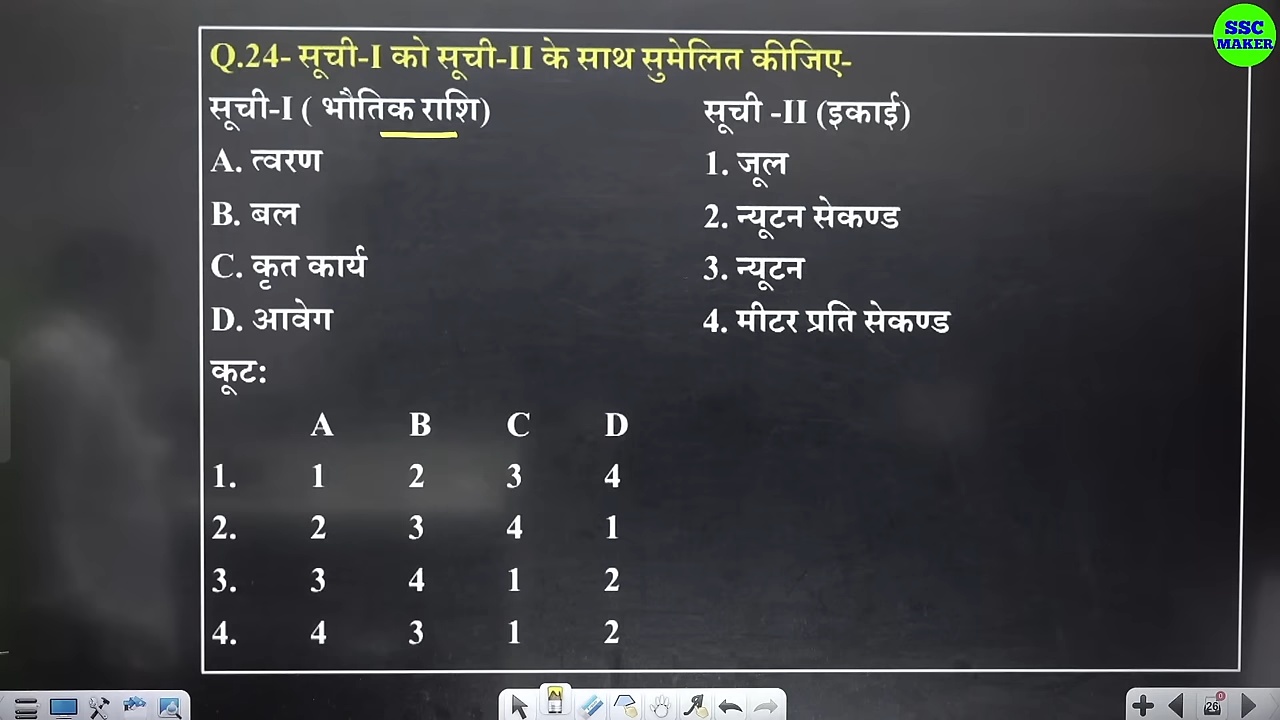 SSC
MAKER
Q.24- सूची-I को सूची-II के साथ सुमेलित कीजिए-
सूची-I ( भौतिक राशि) सूची -II (इकाई)
A. त्वरण 1. जूल
B. बल 2. न्यूटन सेकण्ड
C. कृत कार्य 3. न्यूटन
D. आवेग 4. मीटर प्रति सेकण्ड
कूट:
A B C D
1. 1 2 3 4
2. 2 3 4 1
3. 3 4 1 2
4. 4 3 1 2
26
0